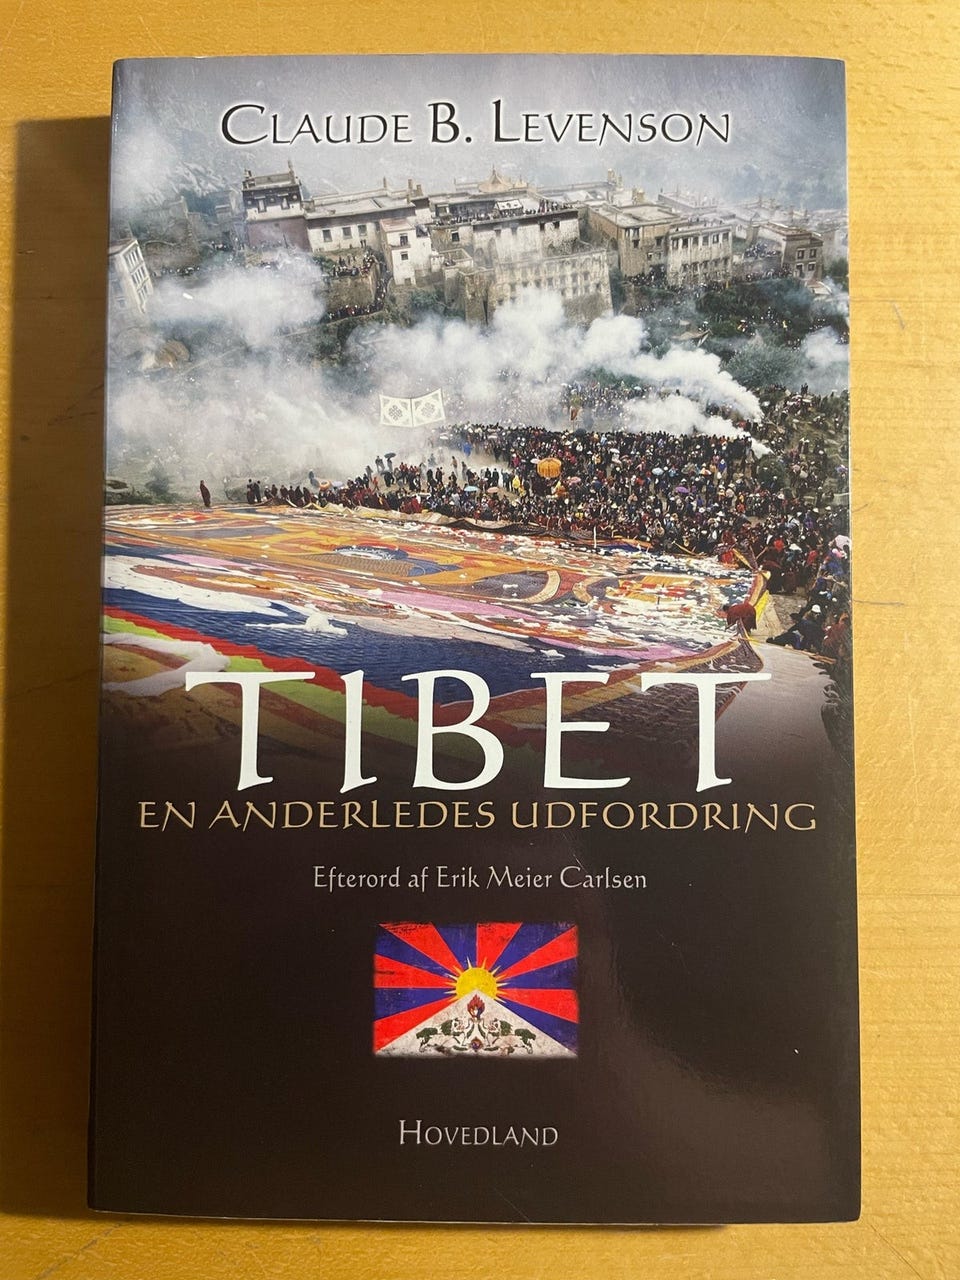 Claude B. Levenson
TIBET
EN ANDERLEDES UDFORDRING
Efterord af Erik Meier Carlsen
Hovedland